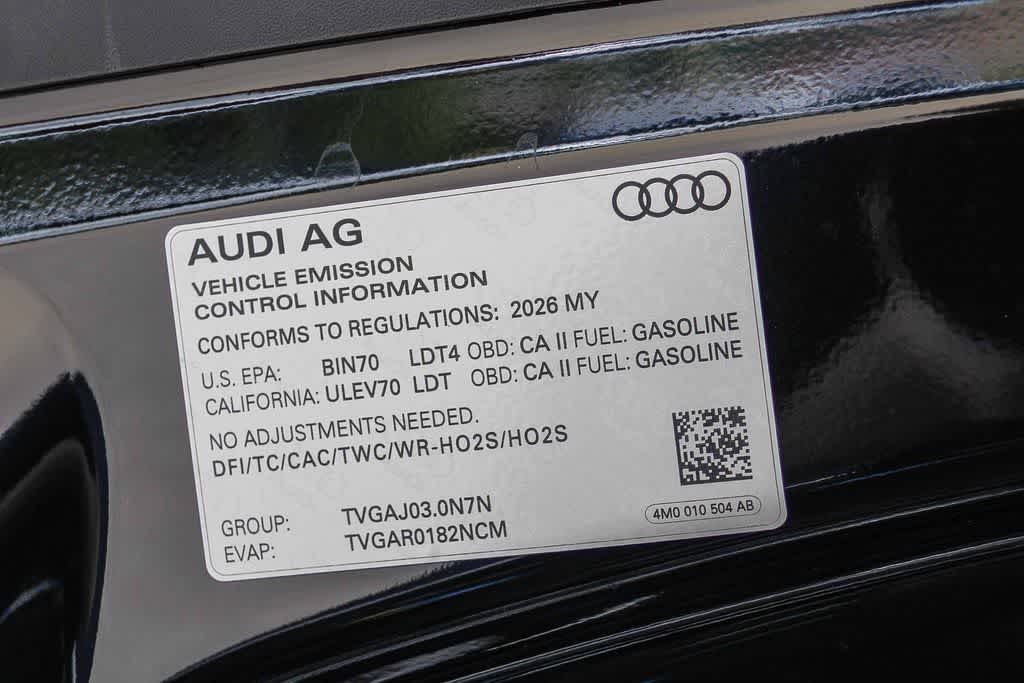 AUDI AG
VEHICLE EMISSION
CONTROL INFORMATION
CONFORMS TO REGULATIONS: 2026 MY
U.S. EPA: BIN70 LDT4 OBD: CA II FUEL: GASOLINE
CALIFORNIA: ULEV70 LDT OBD: CA II FUEL: GASOLINE
NO ADJUSTMENTS NEEDED.
DFI/TC/CAC/TWC/WR-HO2S/HO2S
GROUP: TVGAJ03.0N7N
EVAP: TVGAR0182NCM
4M0 010 504 AB